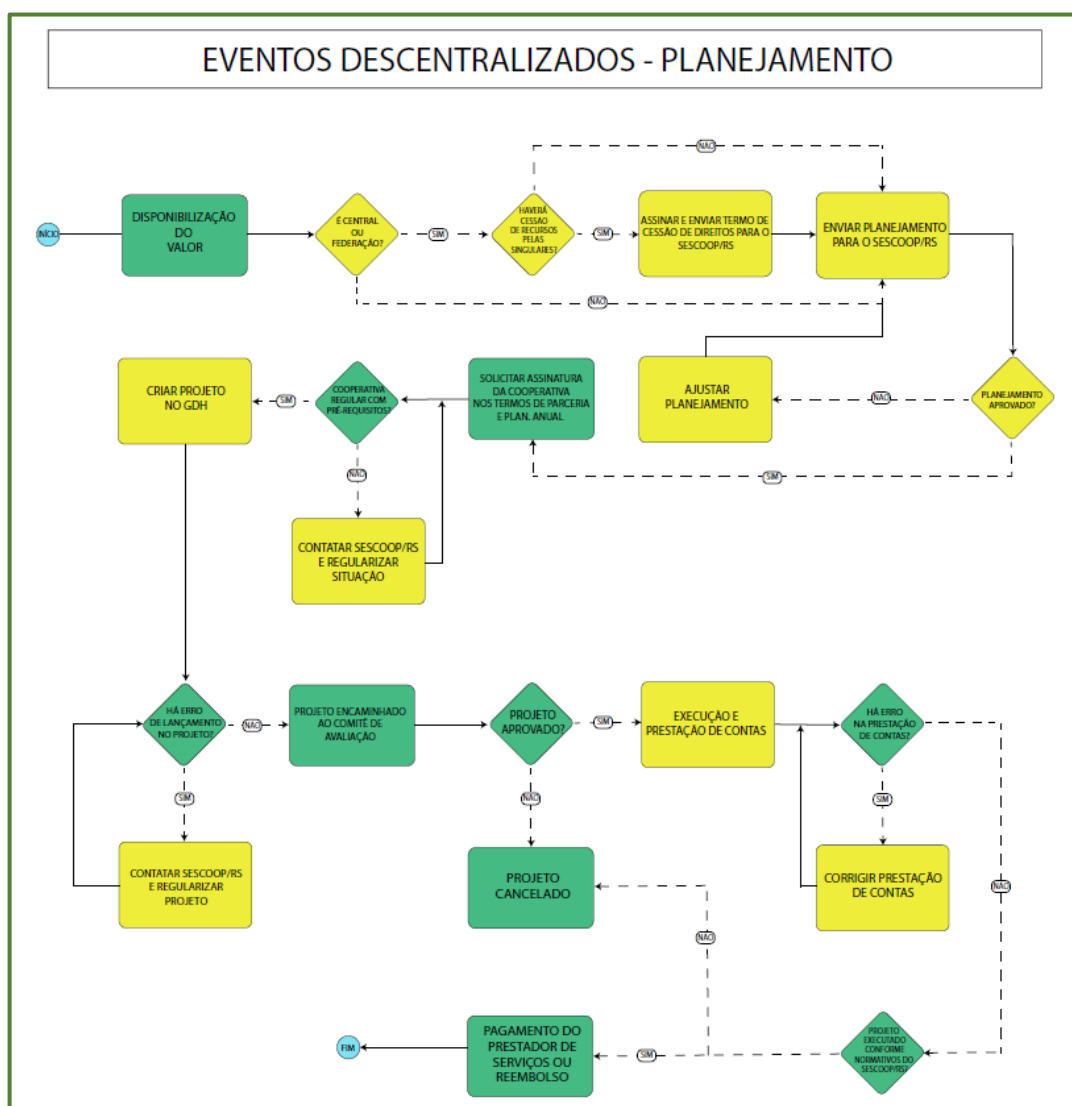 EVENTOS DESCENTRALIZADOS - PLANEJAMENTO
NÃO
INÍCIO
DISPONIBILIZAÇÃO
DO
VALOR
É CENTRAL
OU
FEDERAÇÃO?
SIM
HAVERÁ
CESSÃO
DE RECURSOS
PELAS
SINGULARES?
SIM
ASSINAR E ENVIAR TERMO DE
CESSÃO DE DIREITOS PARA O
SESCOOP/RS
ENVIAR PLANEJAMENTO
PARA O SESCOOP/RS
NÃO
CRIAR PROJETO
NO GDH
SIM
COOPERATIVA
REGULAR COM
PRÉ-REQUISITOS?
SOLICITAR ASSINATURA
DA COOPERATIVA
NOS TERMOS DE PARCERIA
E PLAN. ANUAL
AJUSTAR
PLANEJAMENTO
NÃO
PLANEJAMENTO
APROVADO?
NÃO
SIM
CONTATAR SESCOOP/RS
E REGULARIZAR
SITUAÇÃO
HÁ ERRO
DE LANÇAMENTO
NO PROJETO?
NÃO
PROJETO ENCAMINHADO
AO COMITÊ DE
AVALIAÇÃO
PROJETO
APROVADO?
SIM
EXECUÇÃO E
PRESTAÇÃO DE CONTAS
HÁ ERRO
NA PRESTAÇÃO
DE CONTAS?
SIM
NÃO
SIM
CONTATAR SESCOOP/RS
E REGULARIZAR
PROJETO
PROJETO
CANCELADO
CORRIGIR PRESTAÇÃO
DE CONTAS
NÃO
NÃO
FIM
PAGAMENTO DO
PRESTADOR DE
SERVIÇOS OU
REEMBOLSO
SIM
PROJETO
EXECUTADO
CONFORME
NORMATIVOS DO
SESCOOP/RS?